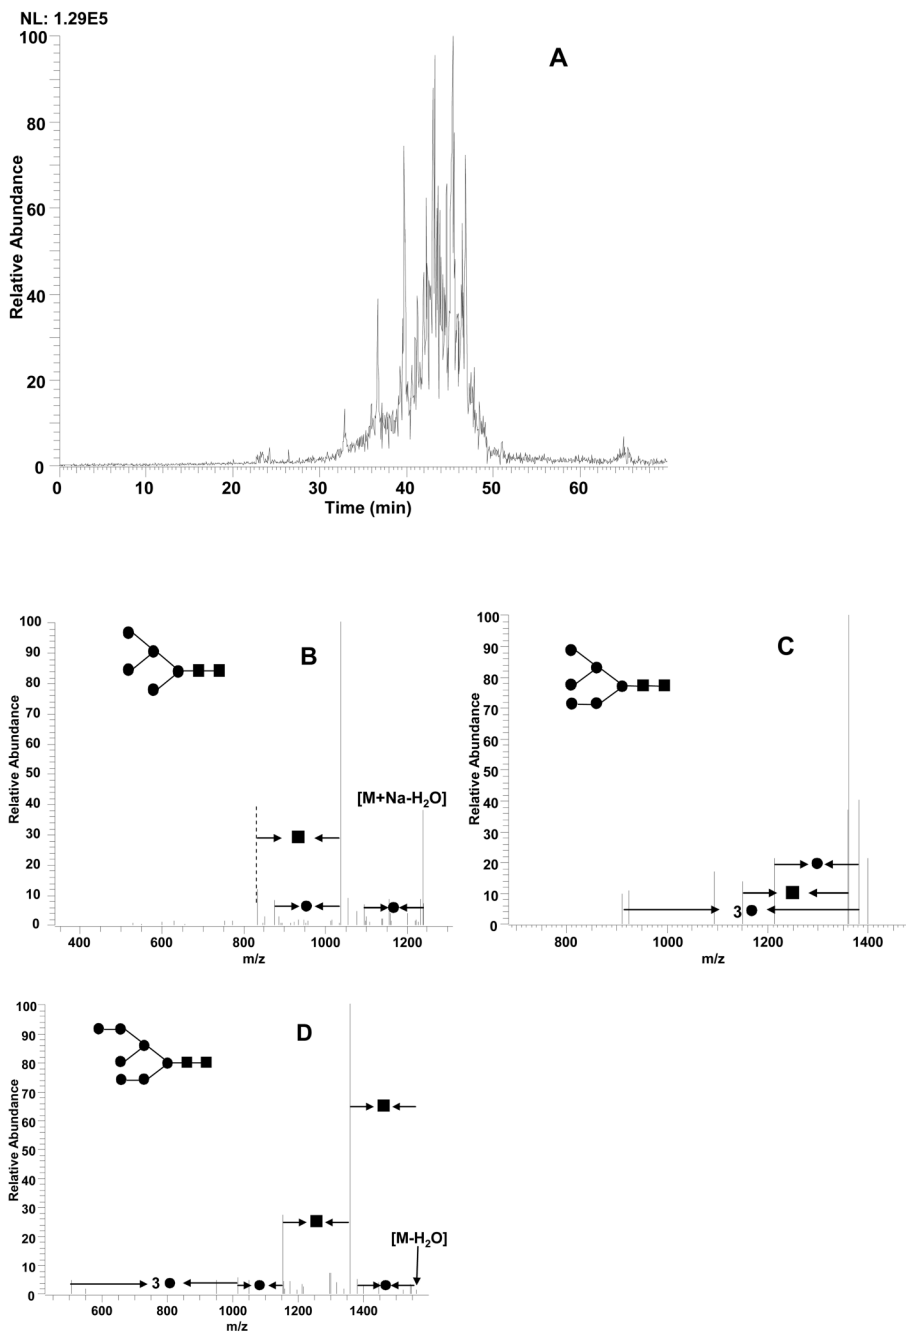 NL: 1.29E5
A
100
80
60
40
20
0
Relative Abundance
0 10 20 30 40 50 60
Time (min)
B
100
90
80
70
60
50
40
30
20
10
0
Relative Abundance
[M+Na-H₂O]
400 600 800 1000 1200
m/z
C
100
90
80
70
60
50
40
30
20
10
0
Relative Abundance
3
800 1000 1200 1400
m/z
D
100
90
80
70
60
50
40
30
20
10
0
Relative Abundance
[M-H₂O]
3
600 800 1000 1200 1400
m/z